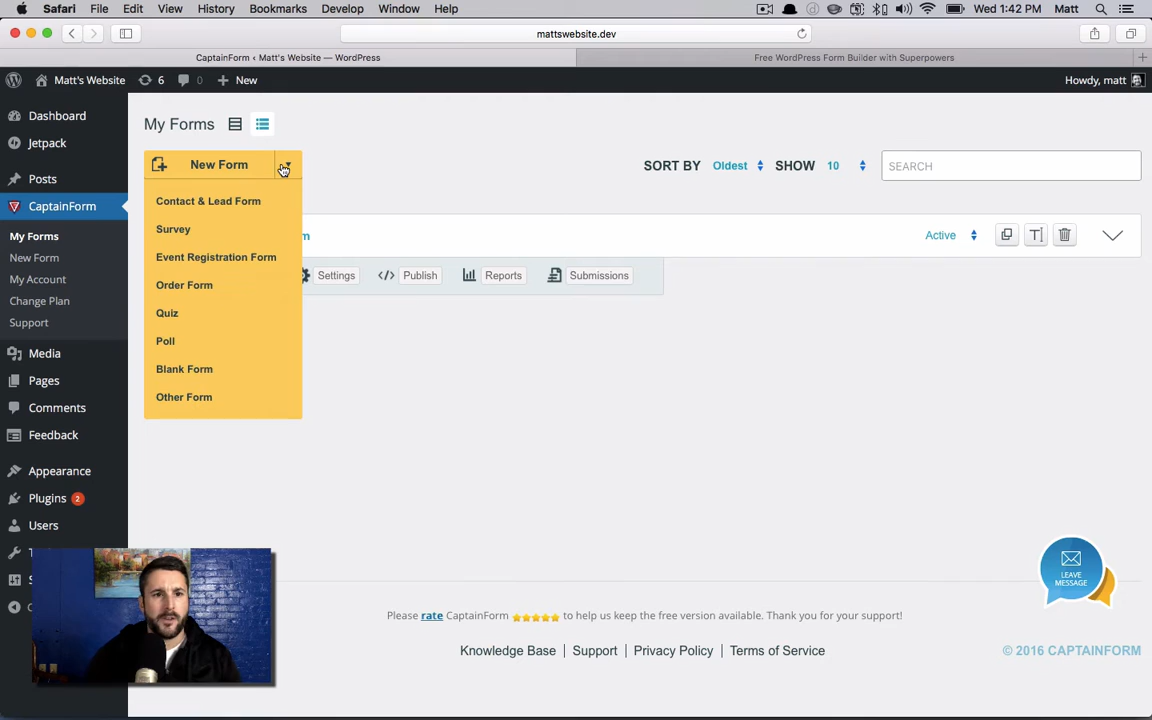 Safari File Edit View History Bookmarks Develop Window Help Wed 1:42 PM Matt
mattswebsite.dev
CaptainForm ‹ Matt's Website — WordPress Free WordPress Form Builder with Superpowers
Matt's Website 6 0 New Howdy, matt
Dashboard
Jetpack
Posts
CaptainForm
My Forms
New Form
My Account
Change Plan
Support
Media
Pages
Comments
Feedback
Appearance
Plugins 2
Users
My Forms
New Form
SORT BY Oldest SHOW 10 SEARCH
Contact & Lead Form
Survey
Event Registration Form
Order Form
Quiz
Poll
Blank Form
Other Form
Active
Settings Publish Reports Submissions
LEAVE
MESSAGE
Please rate CaptainForm to help us keep the free version available. Thank you for your support!
Knowledge Base | Support | Privacy Policy | Terms of Service
© 2016 CAPTAINFORM